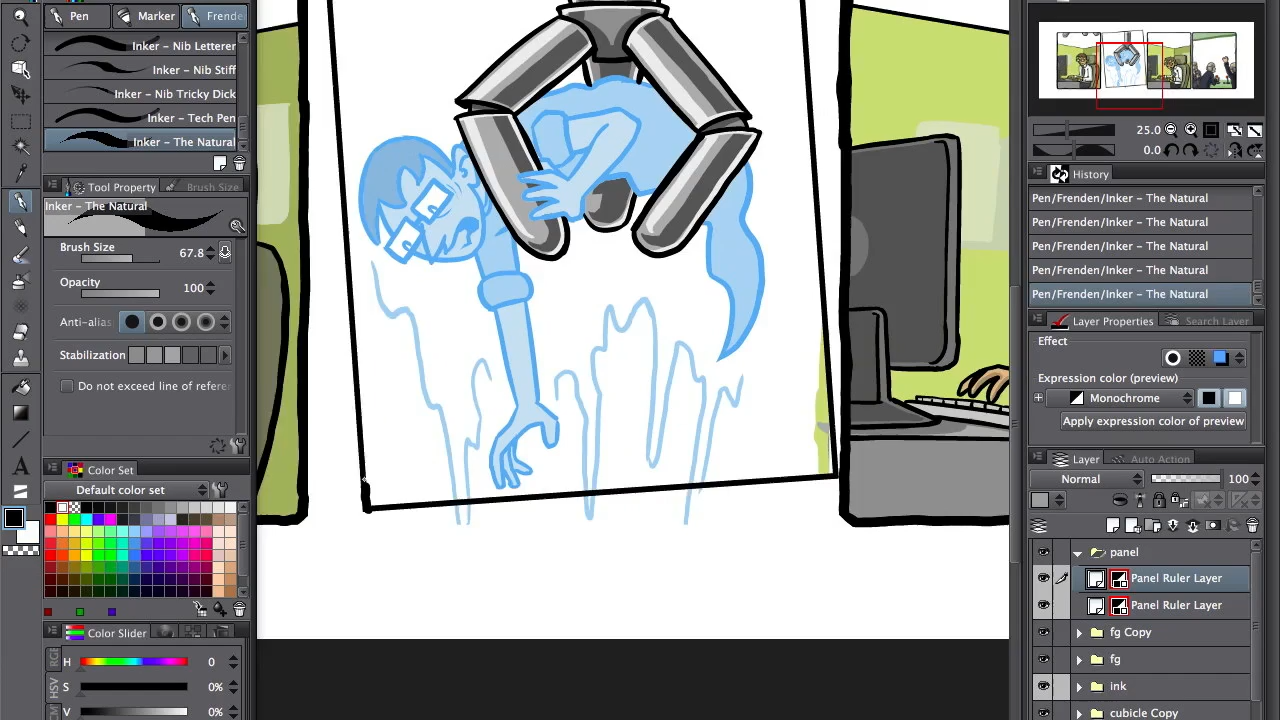 Pen
Marker
Frende
Inker - Nib Letterer
Inker - Nib Stiff
Inker - Nib Tricky Dick
Inker - Tech Pen
Inker - The Natural
Tool Property
Brush Size
Inker - The Natural
Brush Size
67.8
Opacity
100
Anti-alias
Stabilization
Do not exceed line of refere
Color Set
Default color set
Color Slider
RGB
HSV
H
0
S
0%
V
0%
25.0
0.0
History
Pen/Frenden/Inker - The Natural
Pen/Frenden/Inker - The Natural
Pen/Frenden/Inker - The Natural
Pen/Frenden/Inker - The Natural
Pen/Frenden/Inker - The Natural
Layer Properties
Search Layer
Effect
Expression color (preview)
Monochrome
Apply expression color of preview
Layer
Auto Action
Normal
100
panel
Panel Ruler Layer
Panel Ruler Layer
fg Copy
fg
ink
cubicle Copy